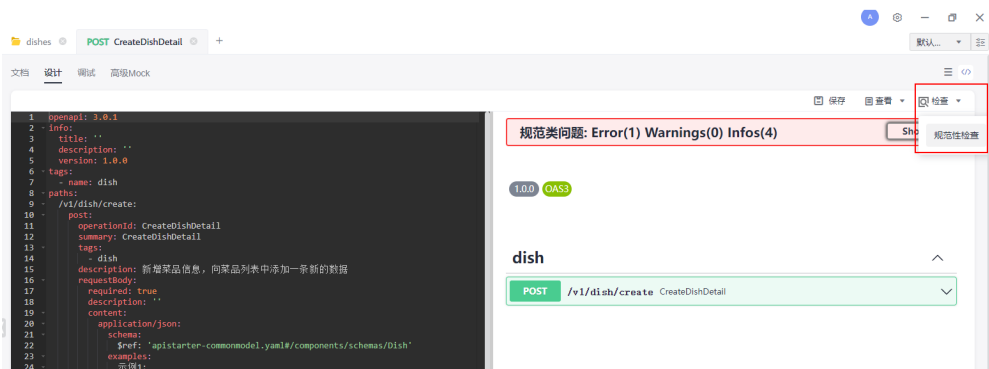 A
dishes
POST CreateDishDetail
+
默认...
文档 设计 调试 高级Mock
保存 查看 检查
规范性检查
1 openapi: 3.0.1
2 info:
3 title: ''
4 description: ''
5 version: 1.0.0
6 tags:
7 - name: dish
8 paths:
9 /v1/dish/create:
10 post:
11 operationId: CreateDishDetail
12 summary: CreateDishDetail
13 tags:
14 - dish
15 description: 新增菜品信息，向菜品列表中添加一条新的数据
16 requestBody:
17 required: true
18 description: ''
19 content:
20 application/json:
21 schema:
22 $ref: 'apistarter-commonmodel.yaml#/components/schemas/Dish'
23 examples:
24 示例1:
规范类问题: Error(1) Warnings(0) Infos(4)
Sho
1.0.0 OAS3
dish
POST /v1/dish/create CreateDishDetail